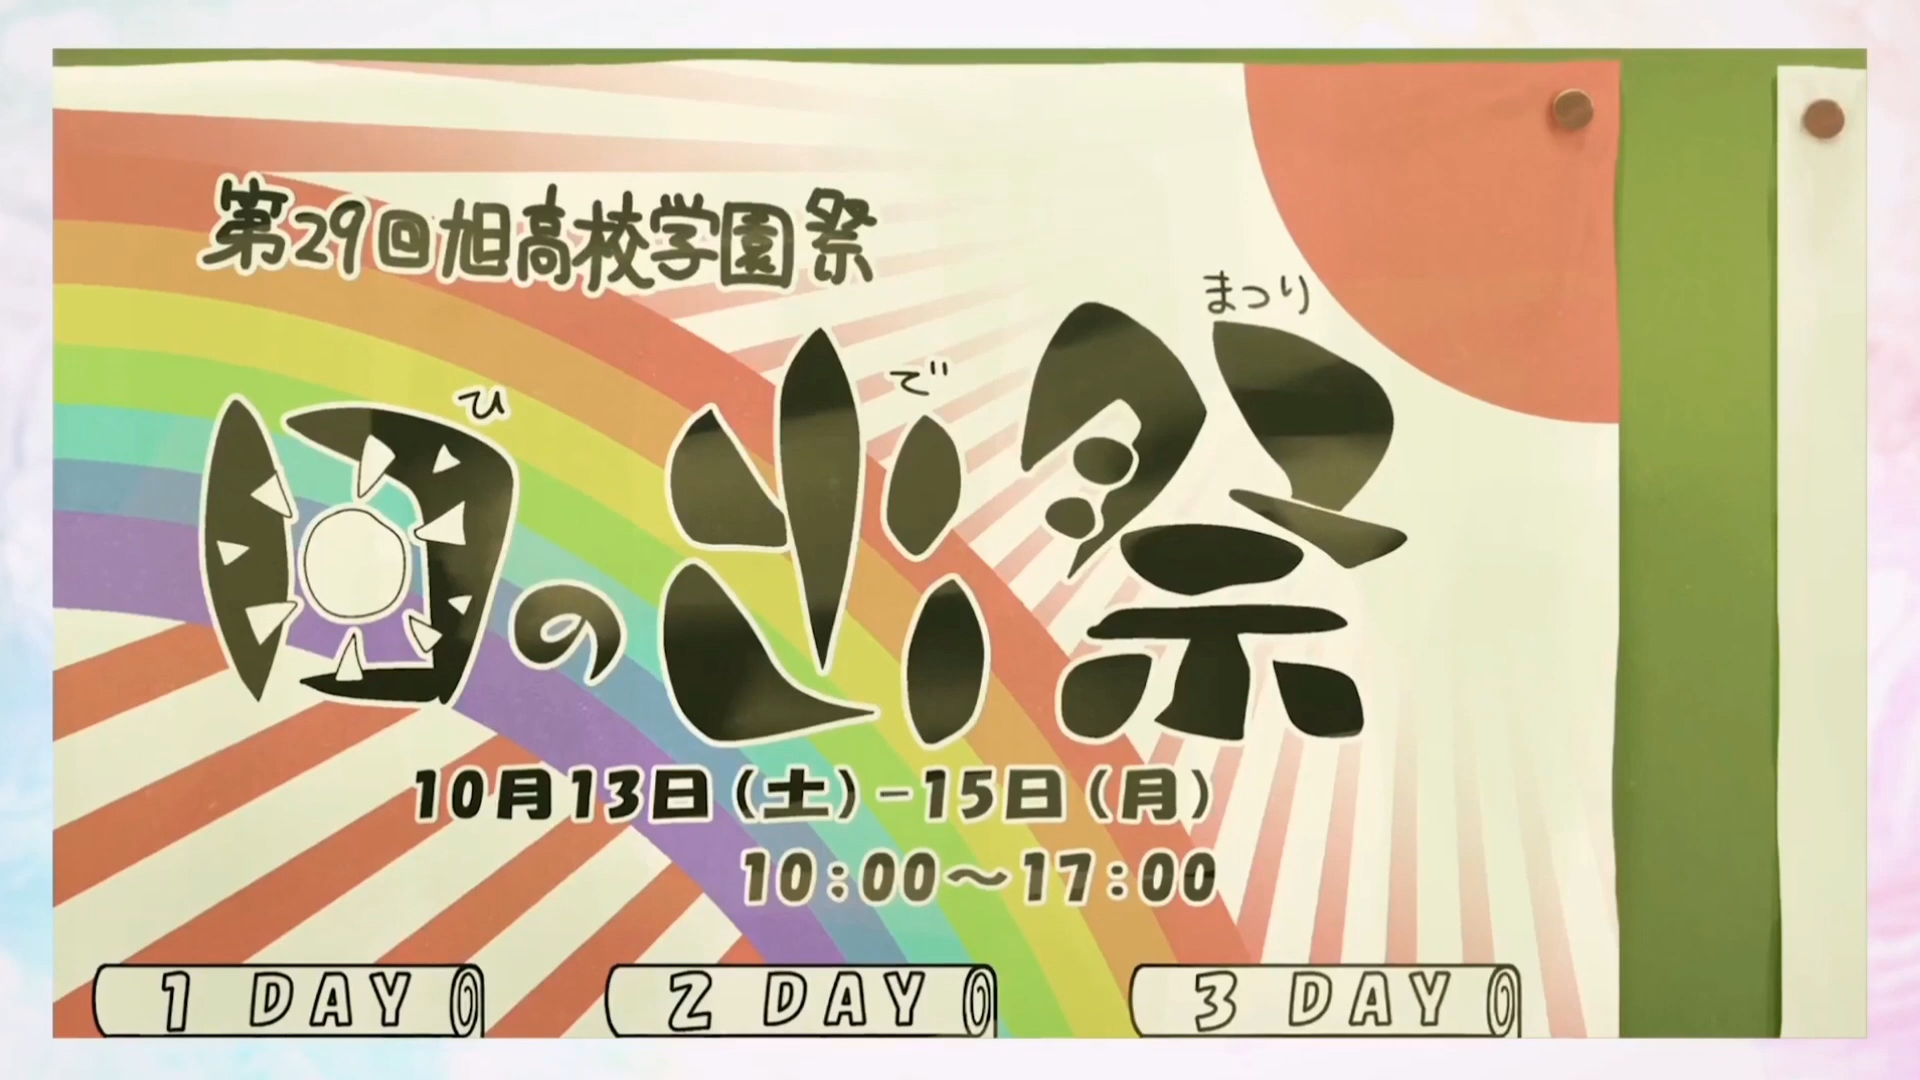 第29回旭高校学園祭
日の出祭
ひ
で
まつり
10月13日(土)-15日(月)
10:00〜17:00
1 DAY
2 DAY
3 DAY